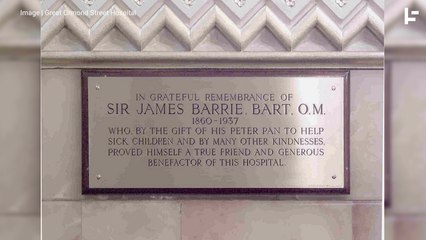 Image | Great Ormond Street Hospital
IN GRATEFUL REMEMBRANCE OF
SIR JAMES BARRIE, BART, O.M.
1860-1937
WHO, BY THE GIFT OF HIS PETER PAN TO HELP
SICK CHILDREN AND BY MANY OTHER KINDNESSES,
PROVED HIMSELF A TRUE FRIEND AND GENEROUS
BENEFACTOR OF THIS HOSPITAL.